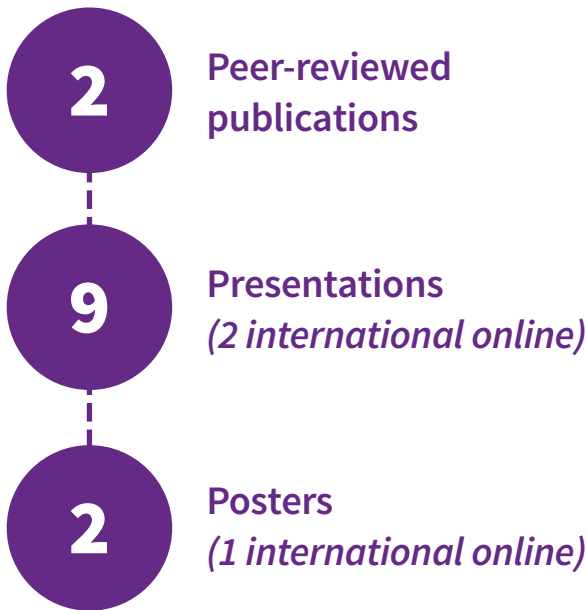 2
Peer-reviewed
publications
9
Presentations
(2 international online)
2
Posters
(1 international online)